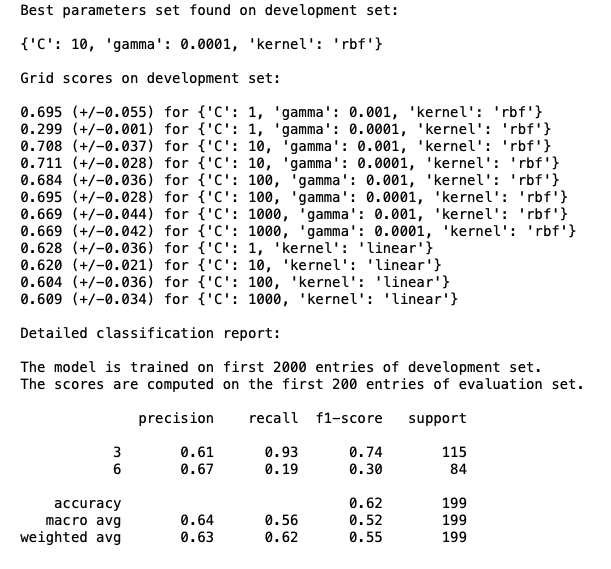 Best parameters set found on development set:
{'C': 10, 'gamma': 0.0001, 'kernel': 'rbf'}
Grid scores on development set:
0.695 (+/-0.055) for {'C': 1, 'gamma': 0.001, 'kernel': 'rbf'}
0.299 (+/-0.001) for {'C': 1, 'gamma': 0.0001, 'kernel': 'rbf'}
0.708 (+/-0.037) for {'C': 10, 'gamma': 0.001, 'kernel': 'rbf'}
0.711 (+/-0.028) for {'C': 10, 'gamma': 0.0001, 'kernel': 'rbf'}
0.684 (+/-0.036) for {'C': 100, 'gamma': 0.001, 'kernel': 'rbf'}
0.695 (+/-0.028) for {'C': 100, 'gamma': 0.0001, 'kernel': 'rbf'}
0.669 (+/-0.044) for {'C': 1000, 'gamma': 0.001, 'kernel': 'rbf'}
0.669 (+/-0.042) for {'C': 1000, 'gamma': 0.0001, 'kernel': 'rbf'}
0.628 (+/-0.036) for {'C': 1, 'kernel': 'linear'}
0.620 (+/-0.021) for {'C': 10, 'kernel': 'linear'}
0.604 (+/-0.036) for {'C': 100, 'kernel': 'linear'}
0.609 (+/-0.034) for {'C': 1000, 'kernel': 'linear'}
Detailed classification report:
The model is trained on first 2000 entries of development set.
The scores are computed on the first 200 entries of evaluation set.
precision recall f1-score support
3 0.61 0.93 0.74 115
6 0.67 0.19 0.30 84
accuracy 0.62 199
macro avg 0.64 0.56 0.52 199
weighted avg 0.63 0.62 0.55 199